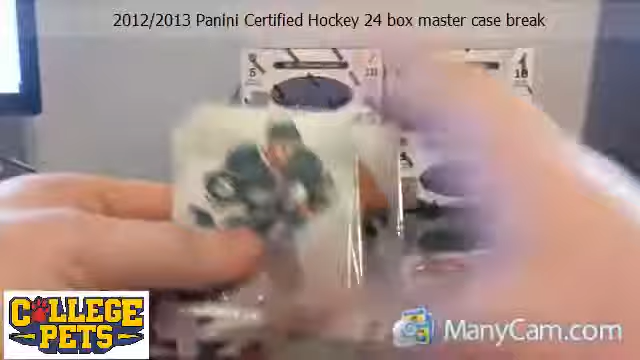 2012/2013 Panini Certified Hockey 24 box master case break
COLLEGE
PETS
ManyCam.com